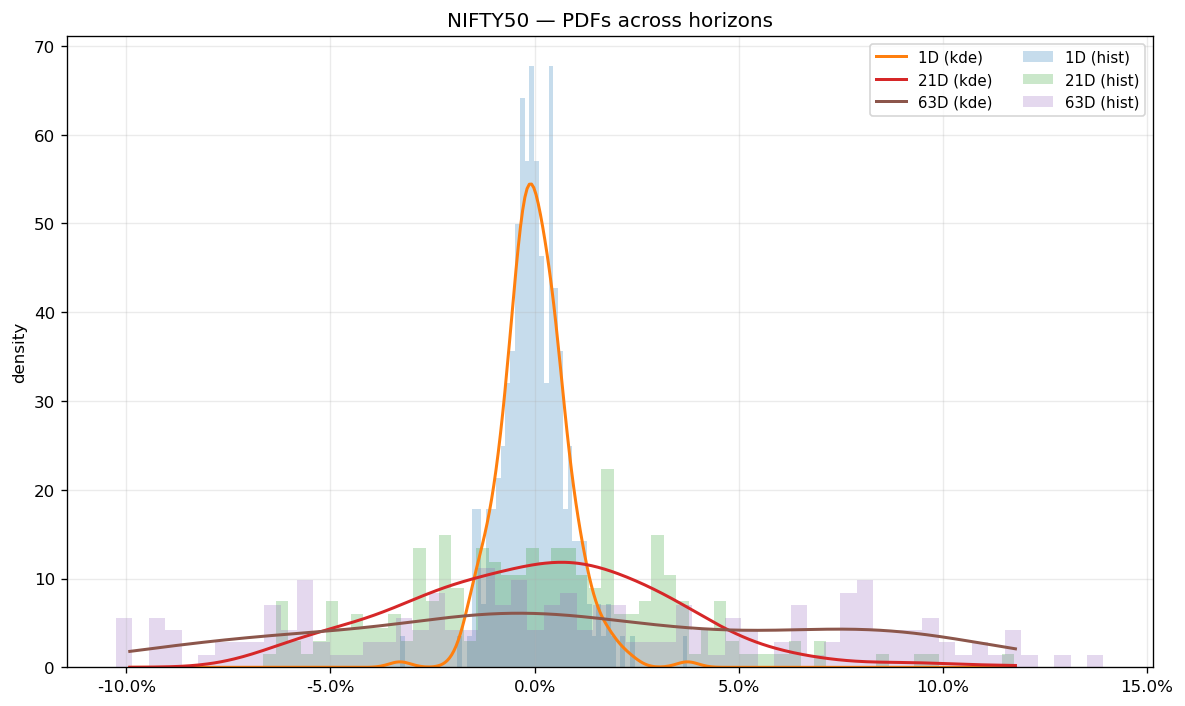 NIFTY50 — PDFs across horizons
70
60
50
40
30
20
10
0
density
1D (kde)
21D (kde)
63D (kde)
1D (hist)
21D (hist)
63D (hist)
-10.0%
-5.0%
0.0%
5.0%
10.0%
15.0%